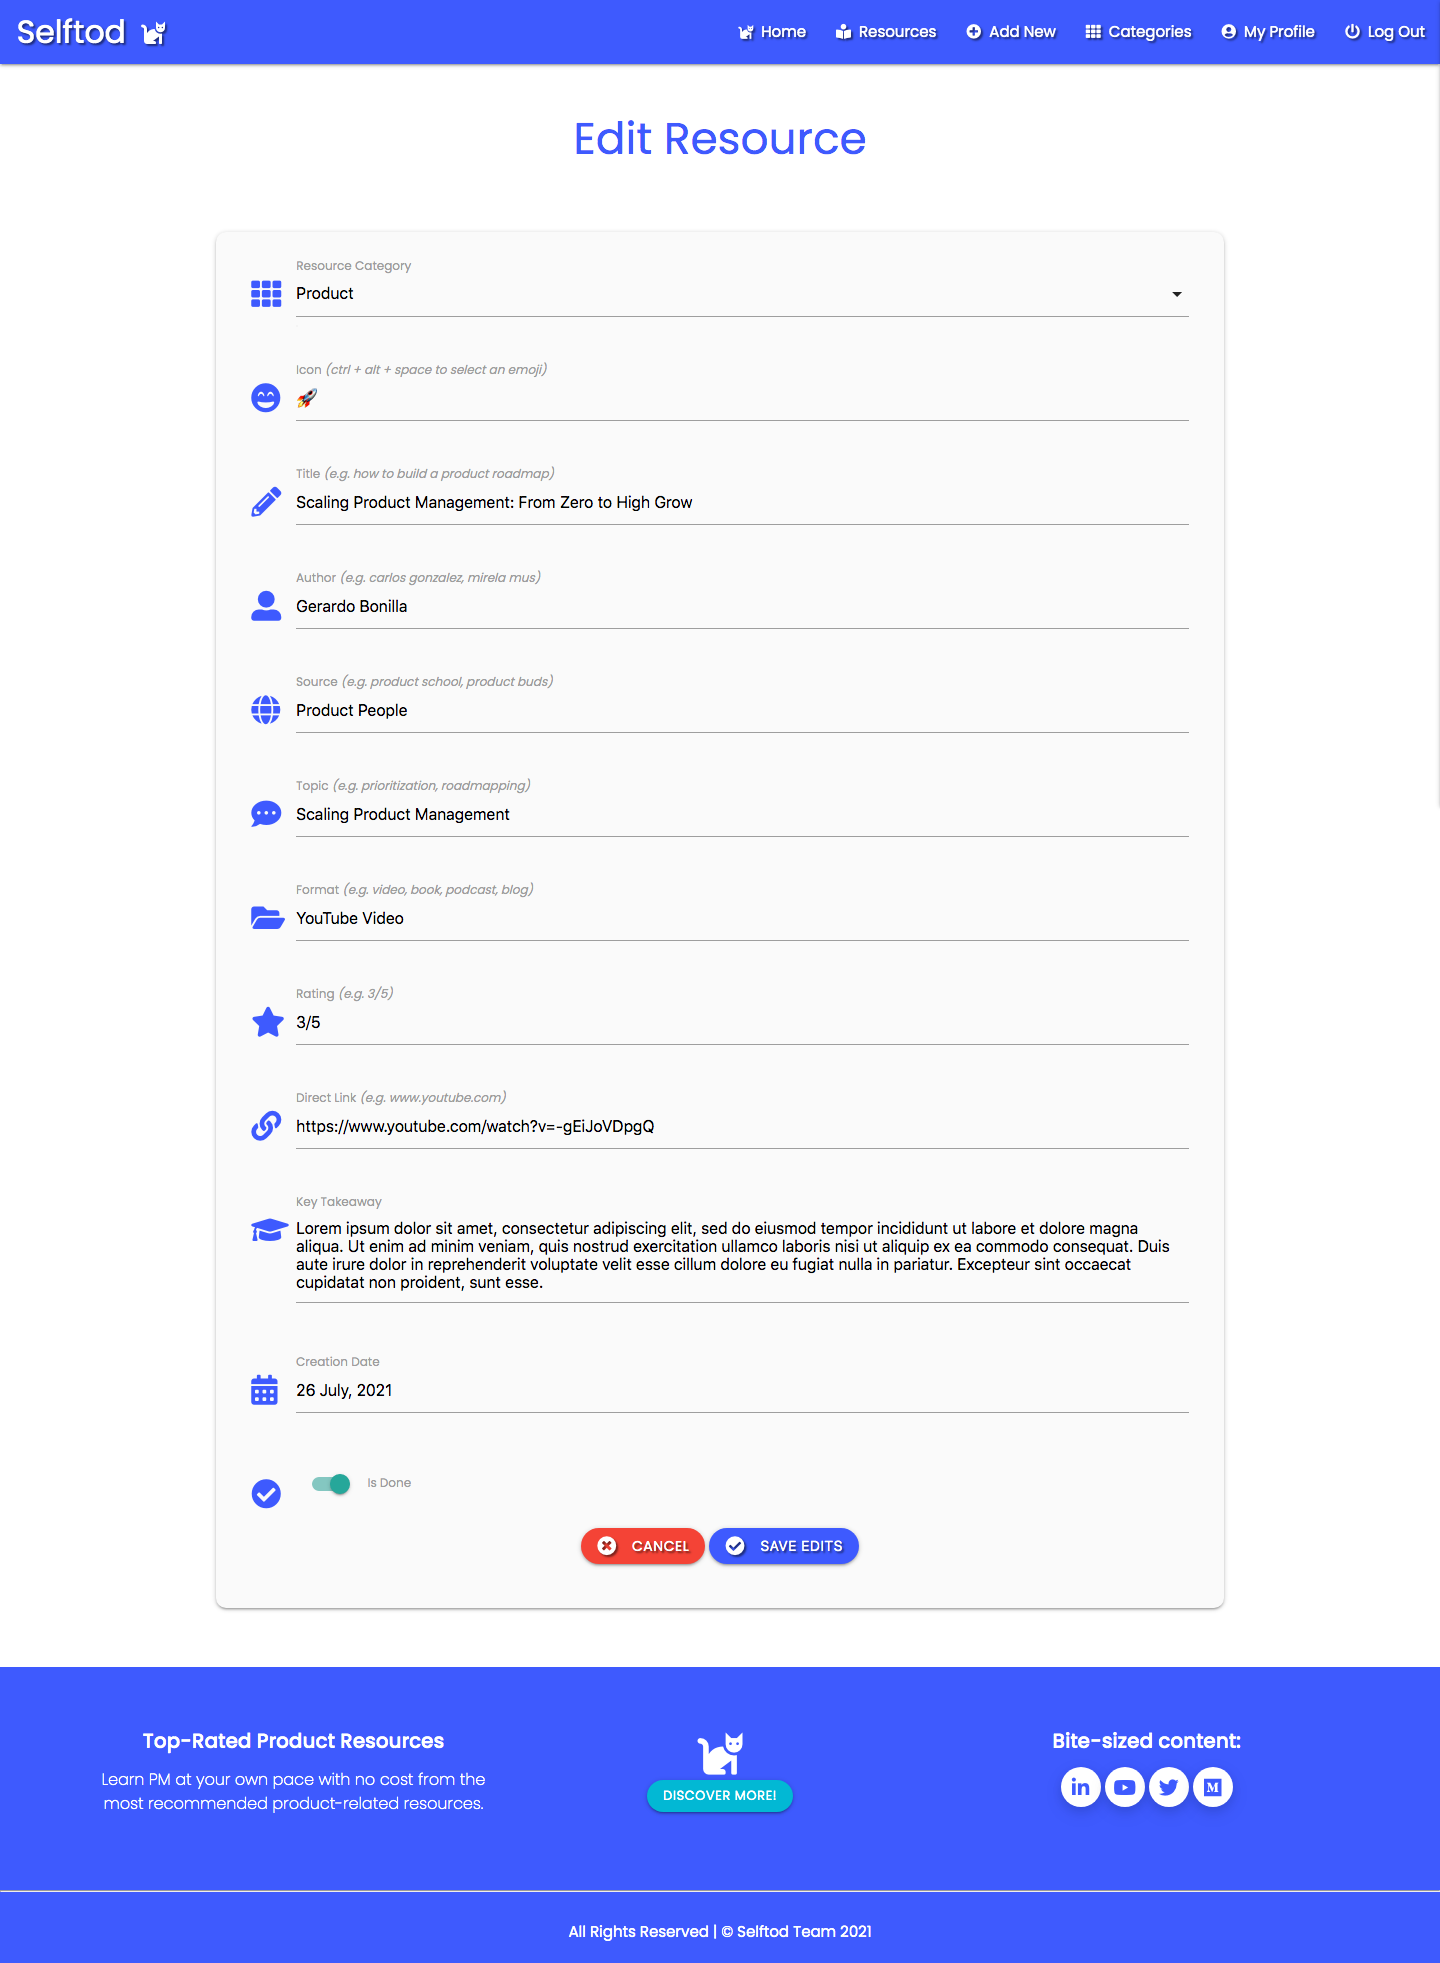 Selftod
Home Resources Add New Categories My Profile Log Out
Edit Resource
Resource Category
Product
Icon (ctrl + alt + space to select an emoji)
🚀
Title (e.g. how to build a product roadmap)
Scaling Product Management: From Zero to High Grow
Author (e.g. carlos gonzalez, mirela mus)
Gerardo Bonilla
Source (e.g. product school, product buds)
Product People
Topic (e.g. prioritization, roadmapping)
Scaling Product Management
Format (e.g. video, book, podcast, blog)
YouTube Video
Rating (e.g. 3/5)
3/5
Direct Link (e.g. www.youtube.com)
https://www.youtube.com/watch?v=-gEiJoVDpgQ
Key Takeaway
Lorem ipsum dolor sit amet, consectetur adipiscing elit, sed do eiusmod tempor incididunt ut labore et dolore magna
aliqua. Ut enim ad minim veniam, quis nostrud exercitation ullamco laboris nisi ut aliquip ex ea commodo consequat. Duis
aute irure dolor in reprehenderit voluptate velit esse cillum dolore eu fugiat nulla in pariatur. Excepteur sint occaecat
cupidatat non proident, sunt esse.
Creation Date
26 July, 2021
Is Done
CANCEL SAVE EDITS
Top-Rated Product Resources
Learn PM at your own pace with no cost from the
most recommended product-related resources.
DISCOVER MORE!
Bite-sized content:
All Rights Reserved | © Selftod Team 2021